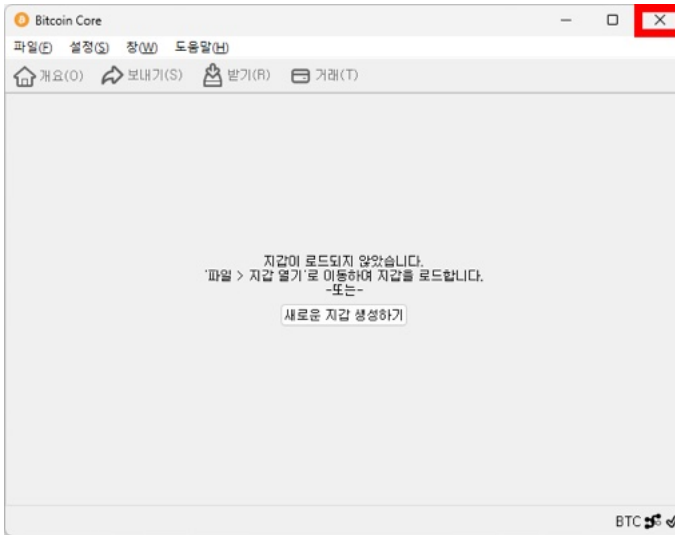 Bitcoin Core
파일(F) 설정(S) 창(W) 도움말(H)
개요(O) 보내기(S) 받기(R) 거래(T)
지갑이 로드되지 않았습니다.
'파일 > 지갑 열기'로 이동하여 지갑을 로드합니다.
-또는-
새로운 지갑 생성하기
BTC